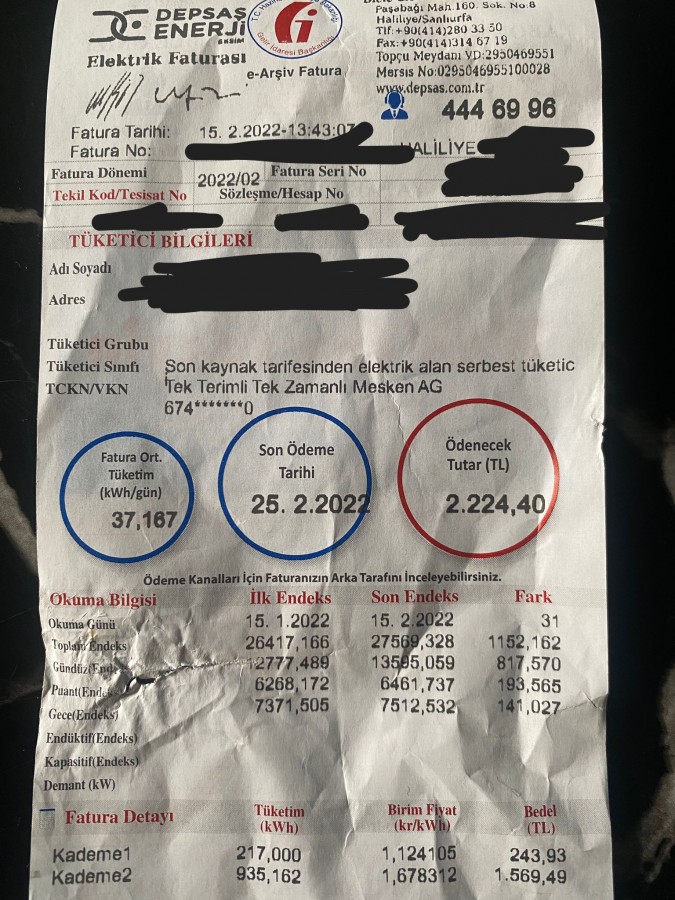 DEPSAŞ
ENERJİ
Elektrik Faturası
e-Arşiv Fatura
Gelir İdaresi Başkanlığı
Paşabağı Mah.160. Sok. No:8
Haliliye/Sanlıurfa
Tlf:+90(414)280 33 50
Fax:+90(414)314 67 19
Topçu Meydanı VD:2950469551
Mersis No:0295046955100028
www.depsas.com.tr
444 69 96
Fatura Tarihi: 15. 2.2022-13:43:07
Fatura No:
HALİLİYE
Fatura Dönemi 2022/02 Fatura Seri No
Tekil Kod/Tesisat No Sözleşme/Hesap No
TÜKETİCİ BİLGİLERİ
Adı Soyadı
Adres
Tüketici Grubu
Tüketici Sınıfı Son kaynak tarifesinden elektrik alan serbest tüketic
TCKN/VKN Tek Terimli Tek Zamanlı Mesken AG
674*******0
Fatura Ort.
Tüketim
(kWh/gün)
37,167
Son Ödeme
Tarihi
25. 2.2022
Ödenecek
Tutar (TL)
2.224,40
Ödeme Kanalları İçin Faturanızın Arka Tarafını İnceleyebilirsiniz.
Okuma Bilgisi İlk Endeks Son Endeks Fark
Okuma Günü 15. 1.2022 15. 2.2022 31
Toplam Endeks 26417,166 27569,328 1152,162
Gündüz(Endeks) 12777,489 13595,059 817,570
Puant(Endeks) 6268,172 6461,737 193,565
Gece(Endeks) 7371,505 7512,532 141,027
Endüktif(Endeks)
Kapasitif(Endeks)
Demant (kW)
Fatura Detayı Tüketim (kWh) Birim Fiyat (kr/kWh) Bedel (TL)
Kademe1 217,000 1,124105 243,93
Kademe2 935,162 1,678312 1.569,49